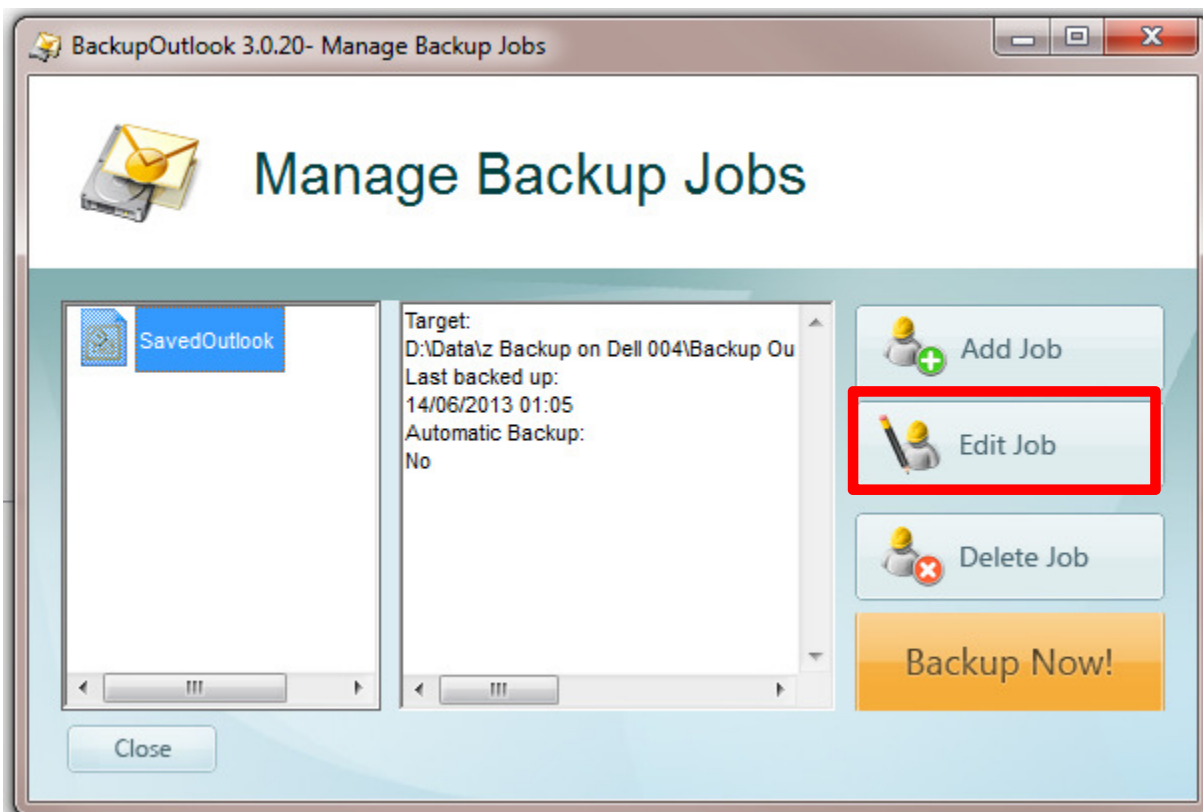 BackupOutlook 3.0.20- Manage Backup Jobs
Manage Backup Jobs
SavedOutlook
Target:
D:\Data\z Backup on Dell 004\Backup Ou
Last backed up:
14/06/2013 01:05
Automatic Backup:
No
Add Job
Edit Job
Delete Job
Backup Now!
Close